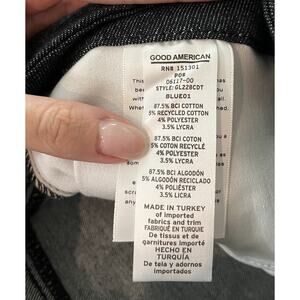 GOOD AMERICAN
RN# 151301
PO#
06117-00
STYLE: GL228CDT
BLUE01
87.5% BCI COTTON
5% RECYCLED COTTON
4% POLYESTER
3.5% LYCRA
87.5% BCI COTTON
5% COTON RECYCLÉ
4% POLYESTER
3.5% LYCRA
87.5% BCI ALGODÓN
5% ALGODÓN RECICLADO
4% POLIÉSTER
3.5% LICRA
MADE IN TURKEY
of imported
fabrics and trim
FABRIQUÉ EN TURQUIE
De tissus et de
garnitures importés
HECHO EN
TURQUÍA
De tela y adornos
importados